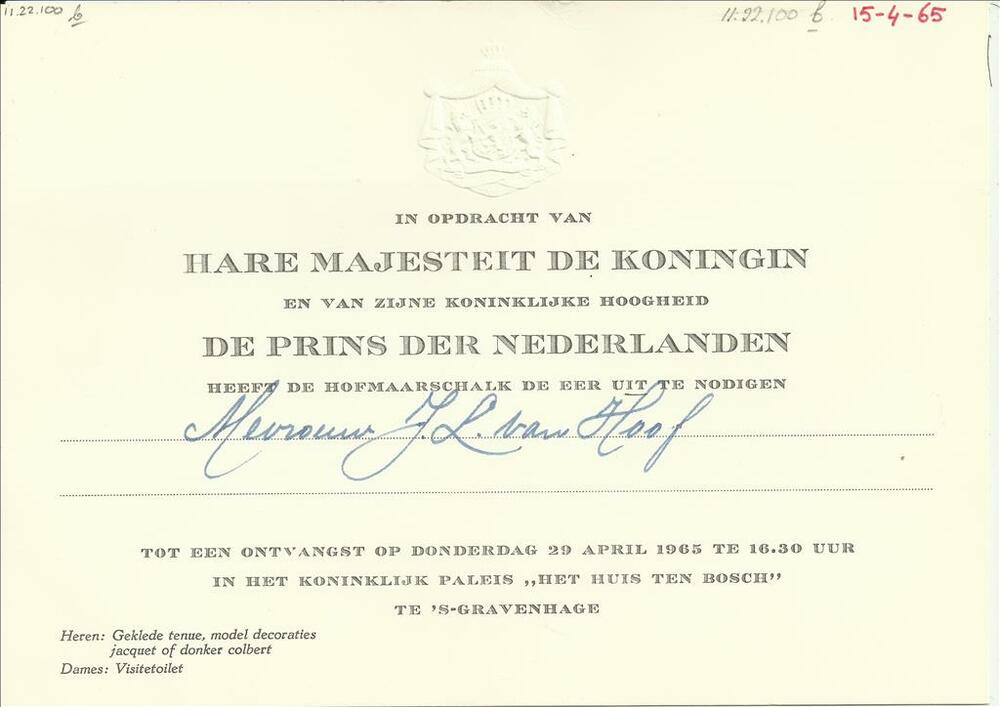 11.22.100 b
11.22.100 b 15-4-65
IN OPDRACHT VAN
HARE MAJESTEIT DE KONINGIN
EN VAN ZIJNE KONINKLIJKE HOOGHEID
DE PRINS DER NEDERLANDEN
HEEFT DE HOFMAARSCHALK DE EER UIT TE NODIGEN
Mevrouw J. L. van Hoof
TOT EEN ONTVANGST OP DONDERDAG 29 APRIL 1965 TE 16.30 UUR
IN HET KONINKLIJK PALEIS „HET HUIS TEN BOSCH”
TE 'S-GRAVENHAGE
Heren: Geklede tenue, model decoraties
jacquet of donker colbert
Dames: Visitetoilet